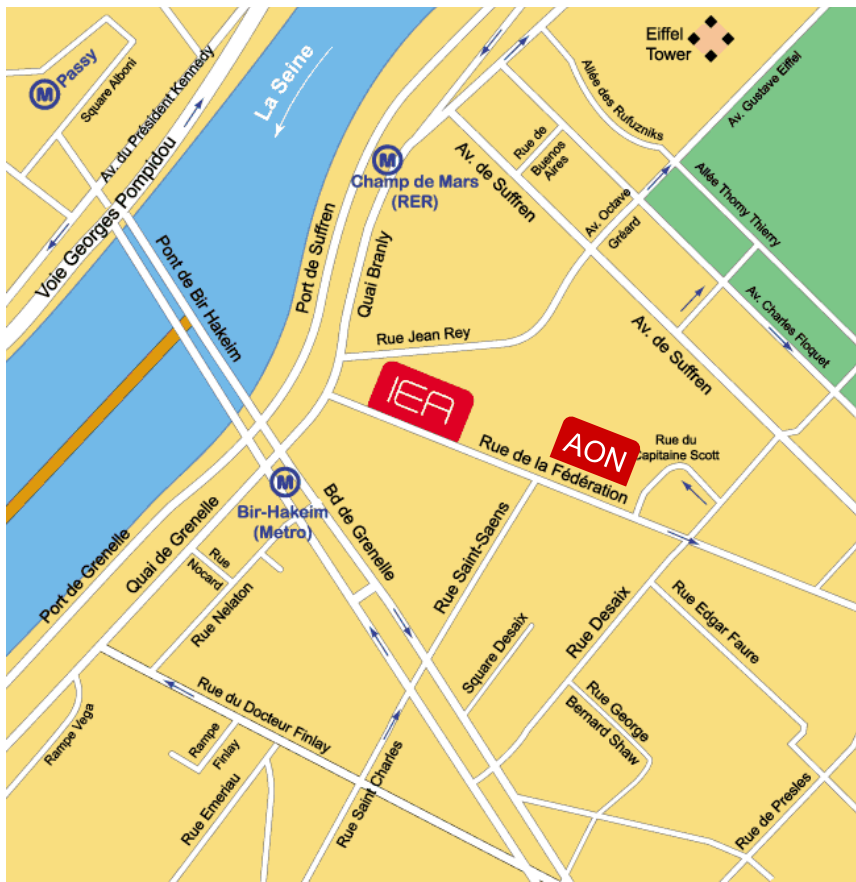 Eiffel
Tower
M Passy
Square Alboni
Av. du Président Kennedy
La Seine
Voie Georges Pompidou
Allée des Rufuzniks
Av. Gustave Eiffel
Rue de
Buenos
Aires
Av. de Suffren
M
Champ de Mars
(RER)
Allée Thomy Thierry
Av. Octave
Gréard
Port de Suffren
Quai Branly
Pont de Bir Hakeim
Av. Charles Floquet
Rue Jean Rey
Av. de Suffren
IEA
AON
Rue du
Capitaine Scott
Rue de la Fédération
M
Bir-Hakeim
(Metro)
Bd de Grenelle
Quai de Grenelle
Port de Grenelle
Rue
Nocard
Rue Nelaton
Rue Saint-Saens
Rue Desaix
Rue Edgar Faure
Square Desaix
Rue du Docteur Finlay
Rue George
Bernard Shaw
Rampe Vega
Rampe
Finlay
Rue Emeriau
Rue Saint Charles
Rue de Presles